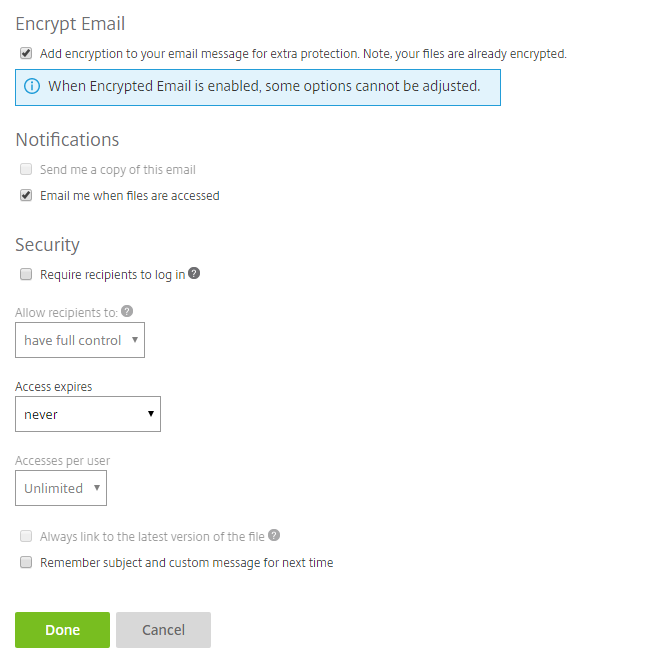 Encrypt Email
Add encryption to your email message for extra protection. Note, your files are already encrypted.
When Encrypted Email is enabled, some options cannot be adjusted.
Notifications
Send me a copy of this email
Email me when files are accessed
Security
Require recipients to log in ?
Allow recipients to: ?
have full control
Access expires
never
Accesses per user
Unlimited
Always link to the latest version of the file ?
Remember subject and custom message for next time
Done
Cancel